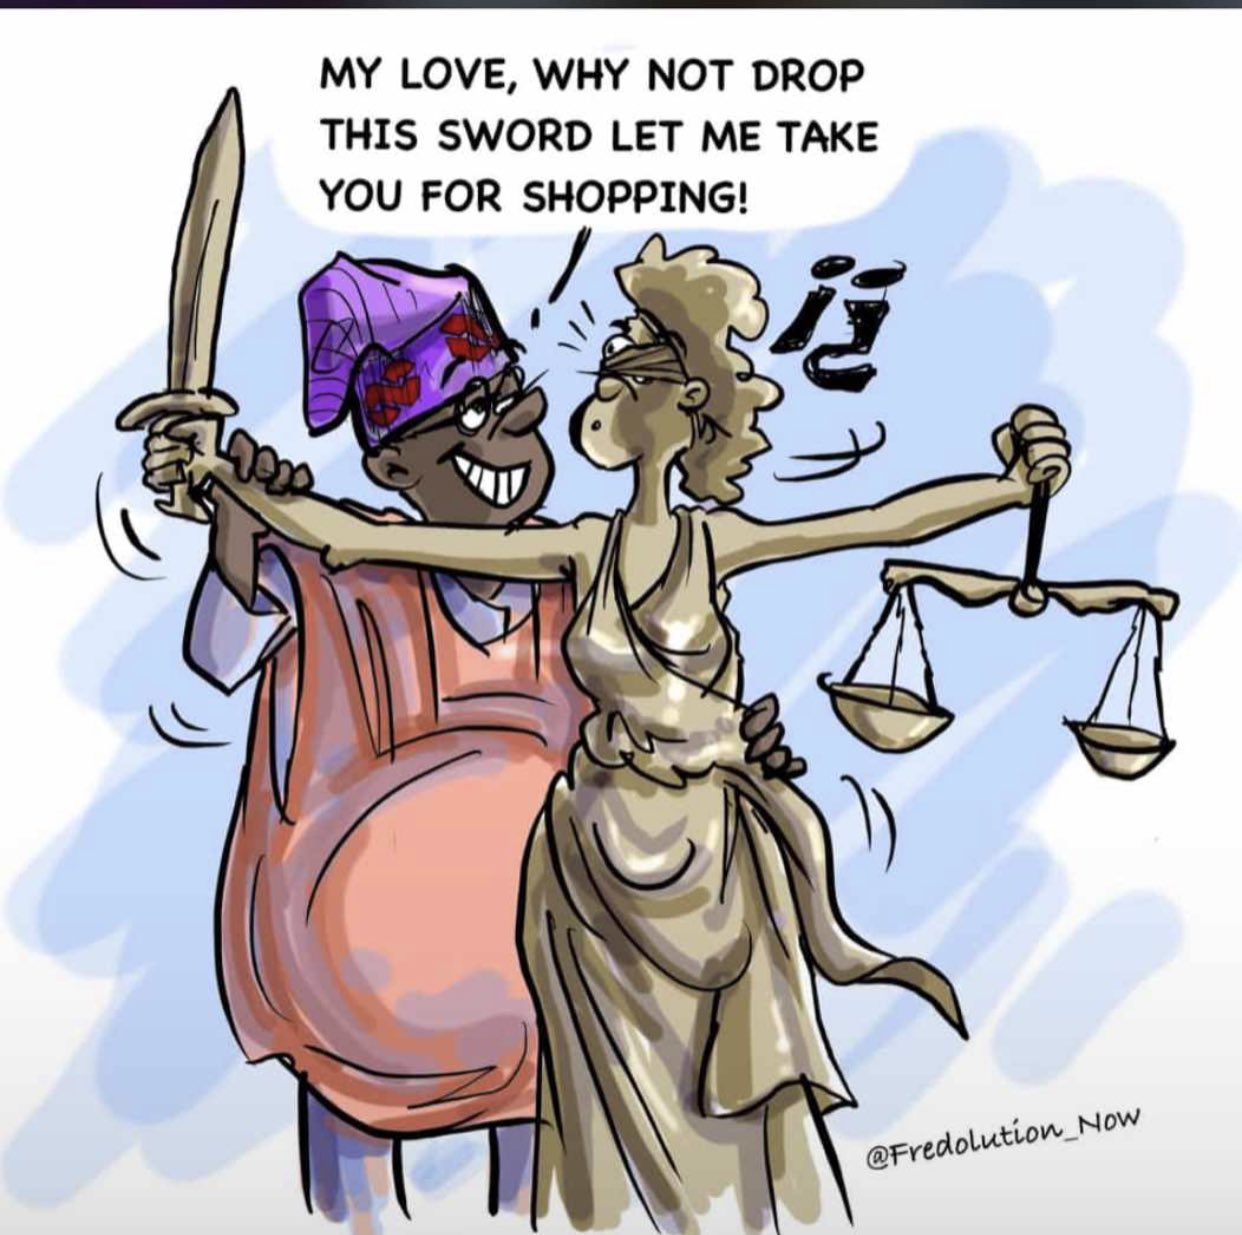 MY LOVE, WHY NOT DROP
THIS SWORD LET ME TAKE
YOU FOR SHOPPING!
¡¿
@Fredolution_Now